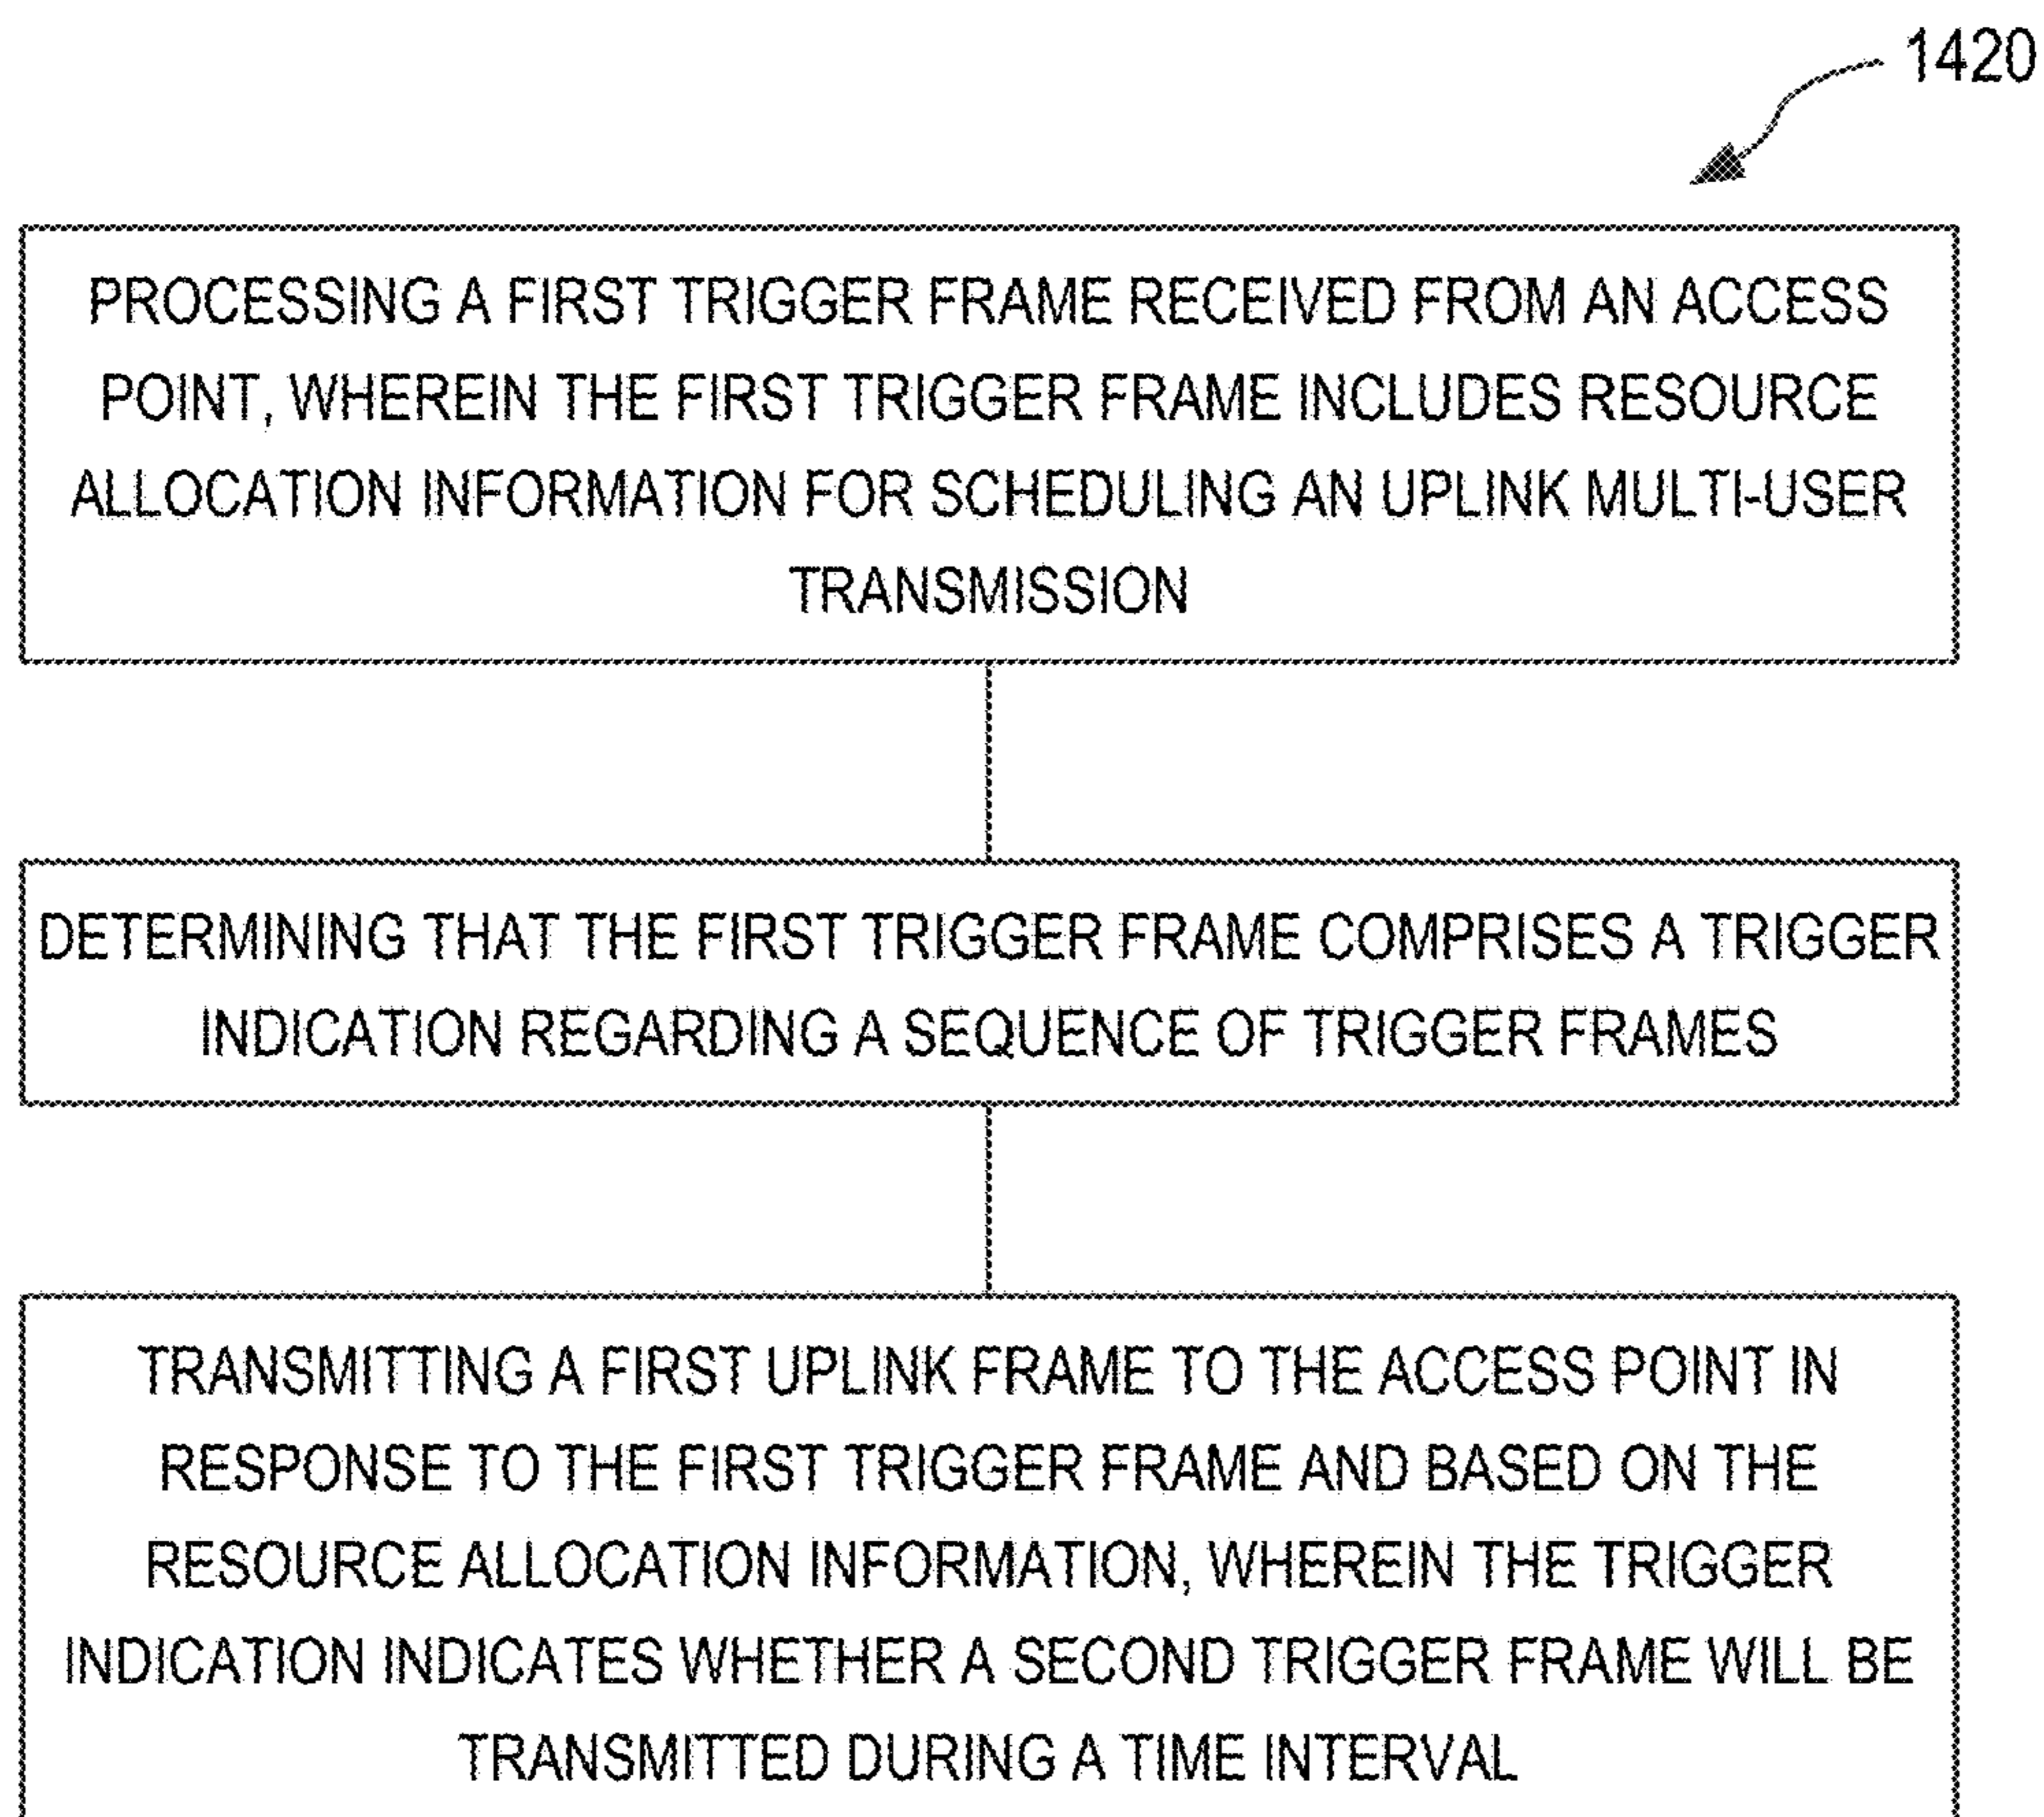 1420
PROCESSING A FIRST TRIGGER FRAME RECEIVED FROM AN ACCESS
POINT, WHEREIN THE FIRST TRIGGER FRAME INCLUDES RESOURCE
ALLOCATION INFORMATION FOR SCHEDULING AN UPLINK MULTI-USER
TRANSMISSION
DETERMINING THAT THE FIRST TRIGGER FRAME COMPRISES A TRIGGER
INDICATION REGARDING A SEQUENCE OF TRIGGER FRAMES
TRANSMITTING A FIRST UPLINK FRAME TO THE ACCESS POINT IN
RESPONSE TO THE FIRST TRIGGER FRAME AND BASED ON THE
RESOURCE ALLOCATION INFORMATION, WHEREIN THE TRIGGER
INDICATION INDICATES WHETHER A SECOND TRIGGER FRAME WILL BE
TRANSMITTED DURING A TIME INTERVAL